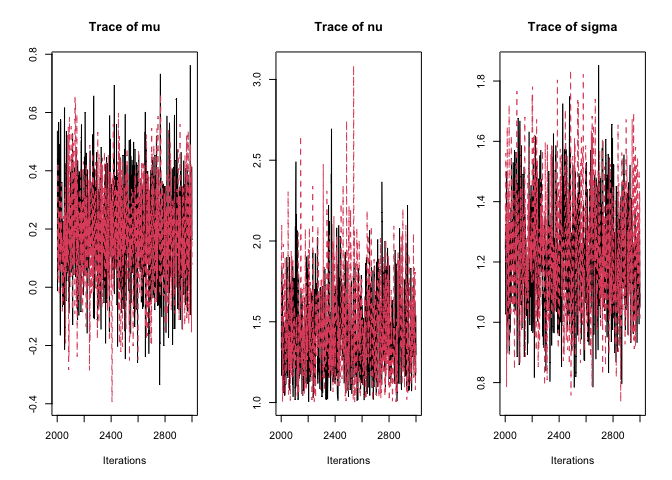 Trace of mu
0.8
0.6
0.4
0.2
0.0
-0.2
-0.4
2000 2400 2800
Iterations
Trace of nu
3.0
2.5
2.0
1.5
1.0
2000 2400 2800
Iterations
Trace of sigma
1.8
1.6
1.4
1.2
1.0
0.8
2000 2400 2800
Iterations